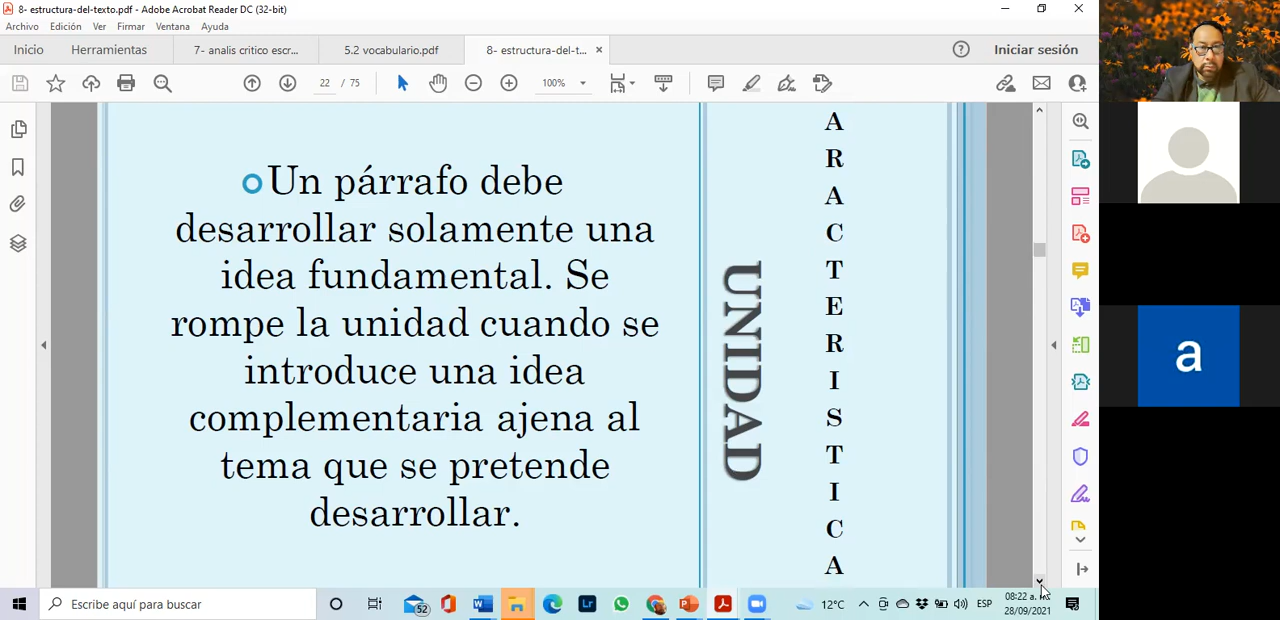 8- estructura-del-texto.pdf - Adobe Acrobat Reader DC (32-bit)
Archivo Edición Ver Firmar Ventana Ayuda
Inicio Herramientas 7- analis critico escr... 5.2 vocabulario.pdf 8- estructura-del-t... × Iniciar sesión
22 / 75 100%
Un párrafo debe
desarrollar solamente una
idea fundamental. Se
rompe la unidad cuando se
introduce una idea
complementaria ajena al
tema que se pretende
desarrollar.
UNIDAD
A
R
A
C
T
E
R
I
S
T
I
C
A
a
Escribe aquí para buscar
52
12°C
ESP
08:22 a.
28/09/2021